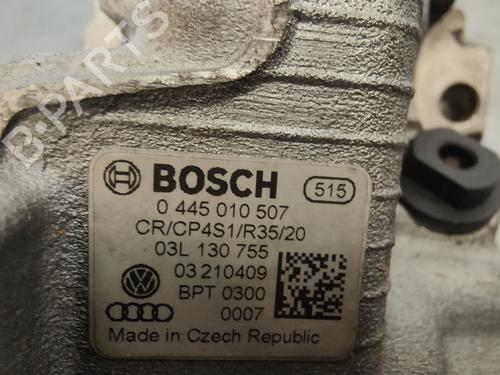 B-PARTS
BOSCH 515
0 445 010 507
CR/CP4S1/R35/20
03L 130 755
03 210409
BPT 0300
0007
Made in Czech Republic